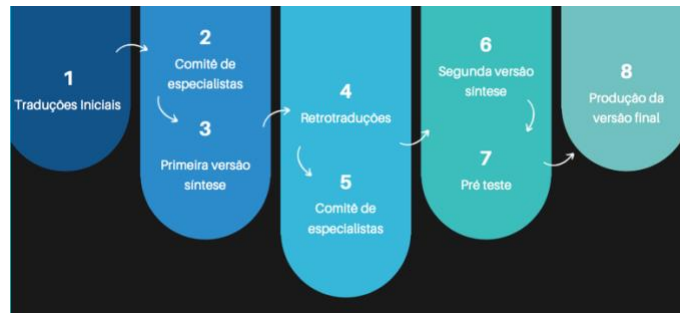 1
Traduções Iniciais
2
Comitê de
especialistas
3
Primeira versão
síntese
4
Retrotraduções
5
Comitê de
especialistas
6
Segunda versão
síntese
7
Pré teste
8
Produção da
versão final